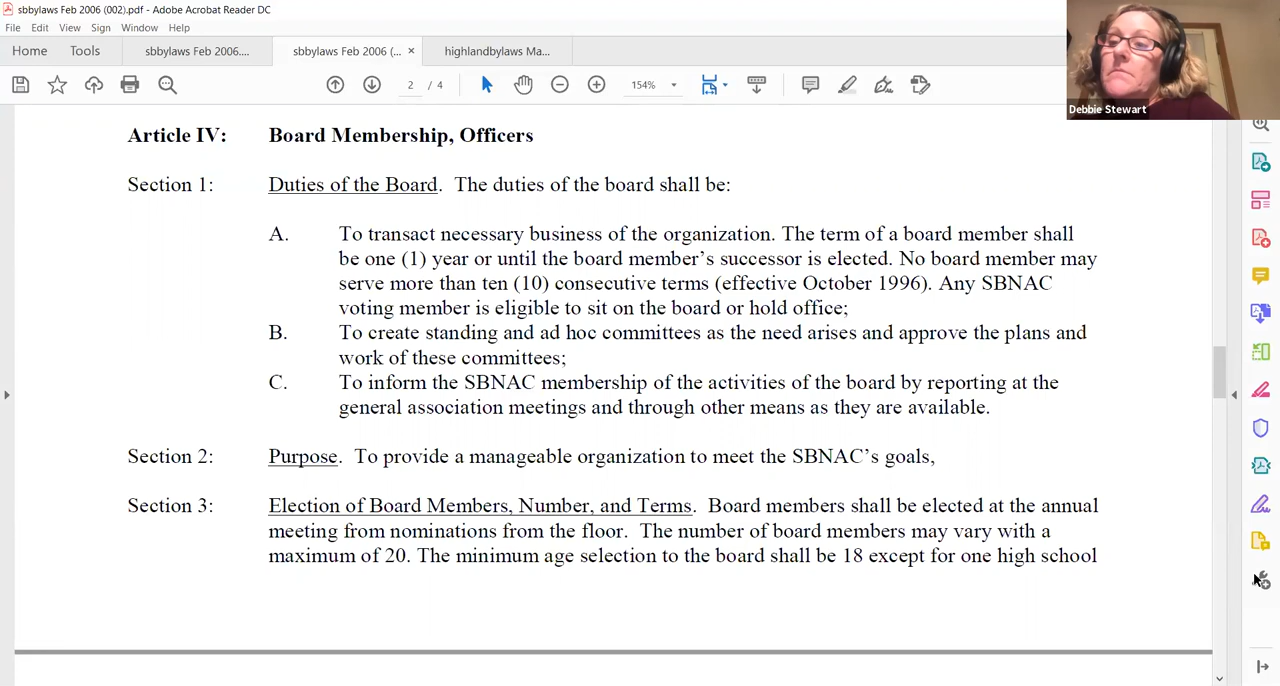 sbbylaws Feb 2006 (002).pdf - Adobe Acrobat Reader DC
File Edit View Sign Window Help
Home Tools sbbylaws Feb 2006.... sbbylaws Feb 2006 (... × highlandbylaws Ma...
2 / 4 154%
Debbie Stewart
Article IV: Board Membership, Officers
Section 1: Duties of the Board. The duties of the board shall be:
A. To transact necessary business of the organization. The term of a board member shall
be one (1) year or until the board member's successor is elected. No board member may
serve more than ten (10) consecutive terms (effective October 1996). Any SBNAC
voting member is eligible to sit on the board or hold office;
B. To create standing and ad hoc committees as the need arises and approve the plans and
work of these committees;
C. To inform the SBNAC membership of the activities of the board by reporting at the
general association meetings and through other means as they are available.
Section 2: Purpose. To provide a manageable organization to meet the SBNAC's goals,
Section 3: Election of Board Members, Number, and Terms. Board members shall be elected at the annual
meeting from nominations from the floor. The number of board members may vary with a
maximum of 20. The minimum age selection to the board shall be 18 except for one high school